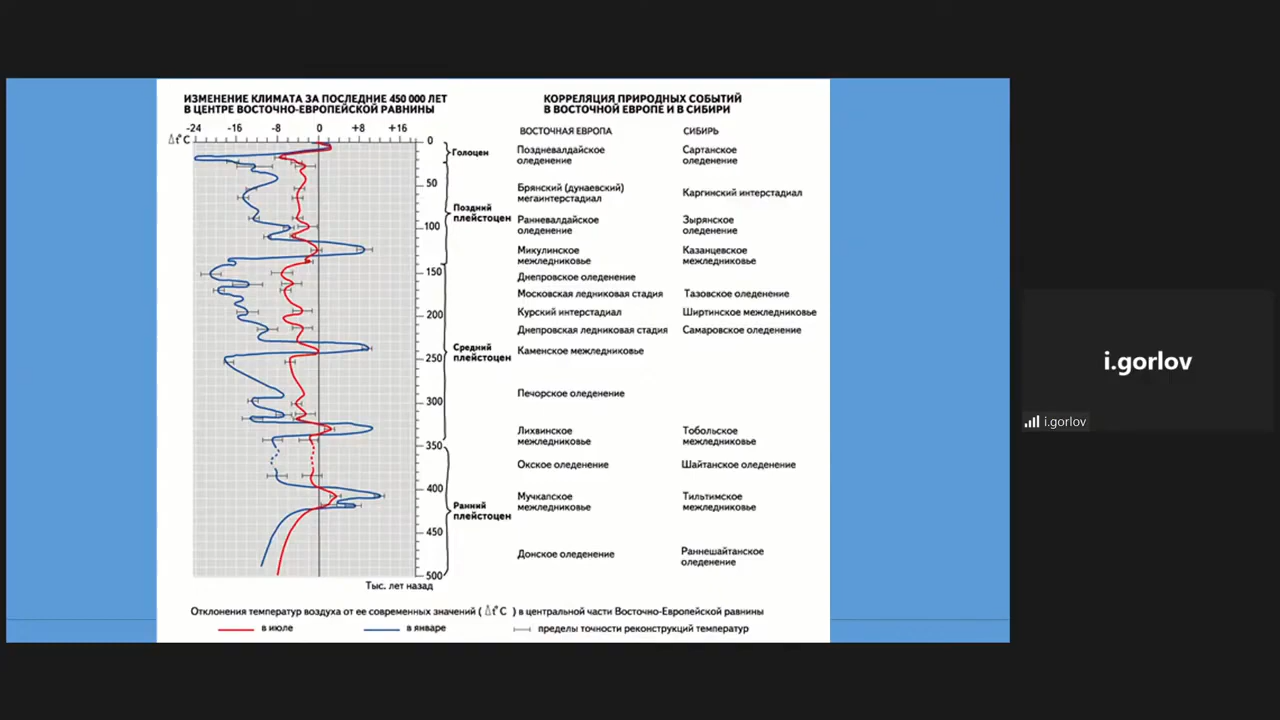 ИЗМЕНЕНИЕ КЛИМАТА ЗА ПОСЛЕДНИЕ 450 000 ЛЕТ
В ЦЕНТРЕ ВОСТОЧНО-ЕВРОПЕЙСКОЙ РАВНИНЫ
-24 -16 -8 0 +8 +16
Δt°C
0
50
100
150
200
250
300
350
400
450
500
Тыс. лет назад
Голоцен
Поздний
плейстоцен
Средний
плейстоцен
Ранний
плейстоцен
КОРРЕЛЯЦИЯ ПРИРОДНЫХ СОБЫТИЙ
В ВОСТОЧНОЙ ЕВРОПЕ И В СИБИРИ
ВОСТОЧНАЯ ЕВРОПА
Поздневалдайское
оледенение
Брянский (дунаевский)
мегаинтерстадиал
Ранневалдайское
оледенение
Микулинское
межледниковье
Днепровское оледенение
Московская ледниковая стадия
Курский интерстадиал
Днепровская ледниковая стадия
Каменское межледниковье
Печорское оледенение
Лихвинское
межледниковье
Окское оледенение
Мучкапское
межледниковье
Донское оледенение
СИБИРЬ
Сартанское
оледенение
Каргинский интерстадиал
Зырянское
оледенение
Казанцевское
межледниковье
Тазовское оледенение
Ширтинское межледниковье
Самаровское оледенение
Тобольское
межледниковье
Шайтанское оледенение
Тильтимское
межледниковье
Раннешайтанское
оледенение
Отклонения температур воздуха от ее современных значений ( Δt°C ) в центральной части Восточно-Европейской равнины
в июле в январе пределы точности реконструкций температур
i.gorlov
i.gorlov